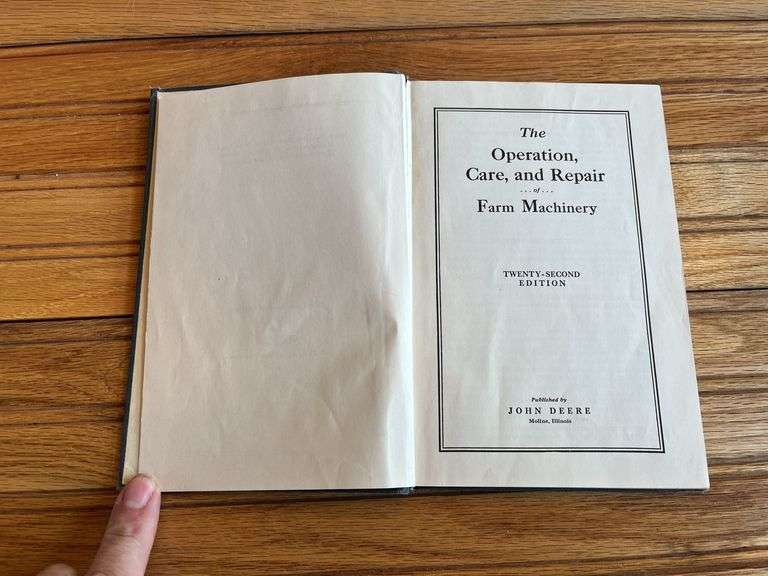 The
Operation,
Care, and Repair
...of...
Farm Machinery
TWENTY-SECOND
EDITION
Published by
JOHN DEERE
Moline, Illinois